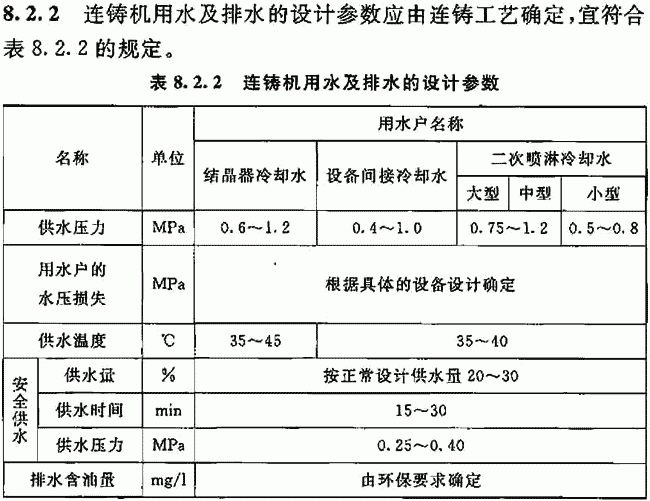 8.2.2 连铸机用水及排水的设计参数应由连铸工艺确定,宜符合
表 8.2.2 的规定。
表 8.2.2 连铸机用水及排水的设计参数
名称 单位 用水户名称
结晶器冷却水 设备间接冷却水 二次喷淋冷却水
大型 中型 小型
供水压力 MPa 0.6～1.2 0.4～1.0 0.75～1.2 0.5～0.8
用水户的
水压损失 MPa 根据具体的设备设计确定
供水温度 ℃ 35～45 35～40
安全供水 供水量 % 按正常设计供水量 20～30
供水时间 min 15～30
供水压力 MPa 0.25～0.40
排水含油量 mg/l 由环保要求确定